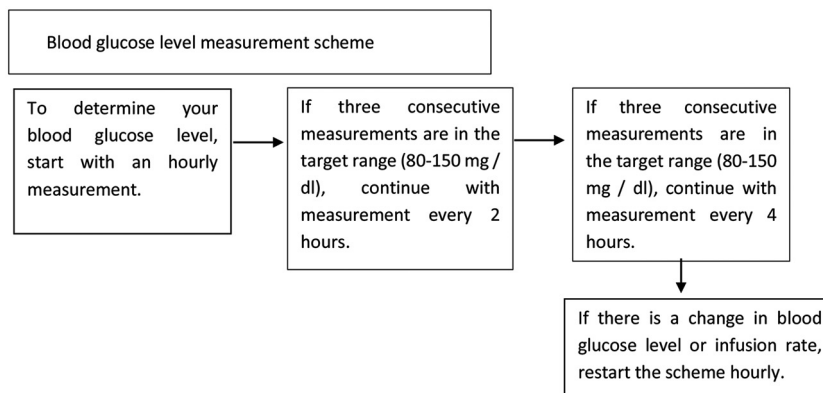 Blood glucose level measurement scheme
To determine your
blood glucose level,
start with an hourly
measurement.
If three consecutive
measurements are in the
target range (80-150 mg /
dl), continue with
measurement every 2
hours.
If three consecutive
measurements are in
the target range (80-150
mg / dl), continue with
measurement every 4
hours.
If there is a change in blood
glucose level or infusion rate,
restart the scheme hourly.